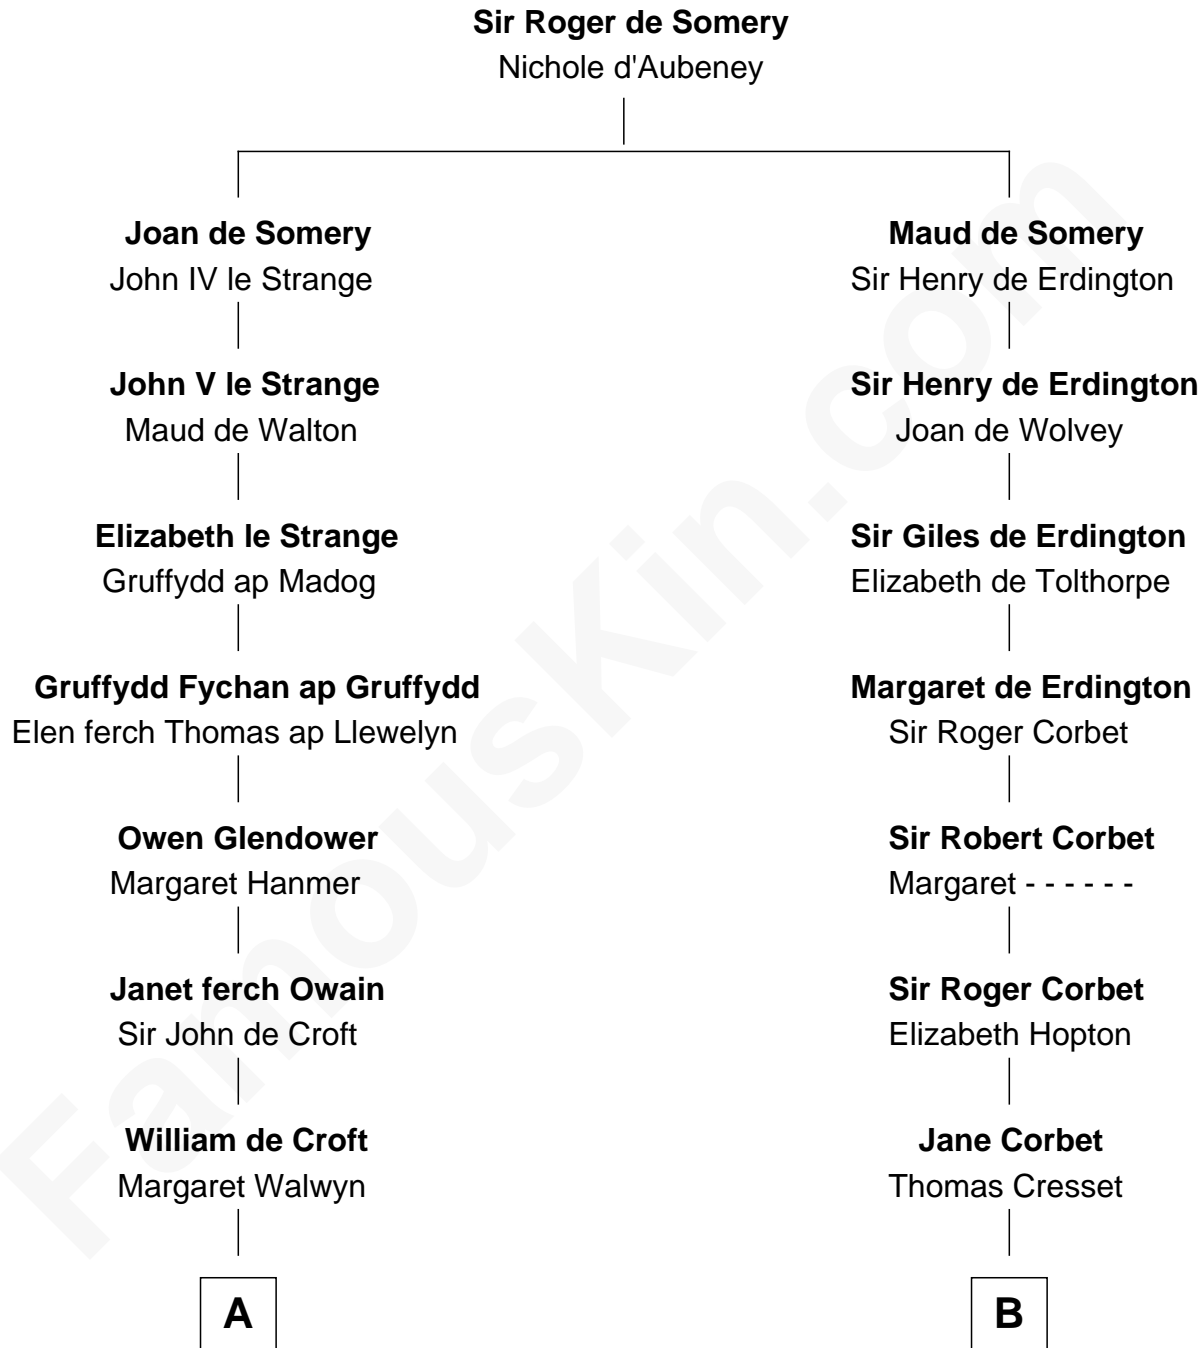 Sir Roger de Somery
Nichole d'Aubeney
Joan de Somery
John IV le Strange
Maud de Somery
Sir Henry de Erdington
John V le Strange
Maud de Walton
Sir Henry de Erdington
Joan de Wolvey
Elizabeth le Strange
Gruffydd ap Madog
Sir Giles de Erdington
Elizabeth de Tolthorpe
Gruffydd Fychan ap Gruffydd
Elen ferch Thomas ap Llewelyn
Margaret de Erdington
Sir Roger Corbet
Owen Glendower
Margaret Hanmer
Sir Robert Corbet
Margaret - - - - - -
Janet ferch Owain
Sir John de Croft
Sir Roger Corbet
Elizabeth Hopton
William de Croft
Margaret Walwyn
Jane Corbet
Thomas Cresset
A
B
FamousKin.com